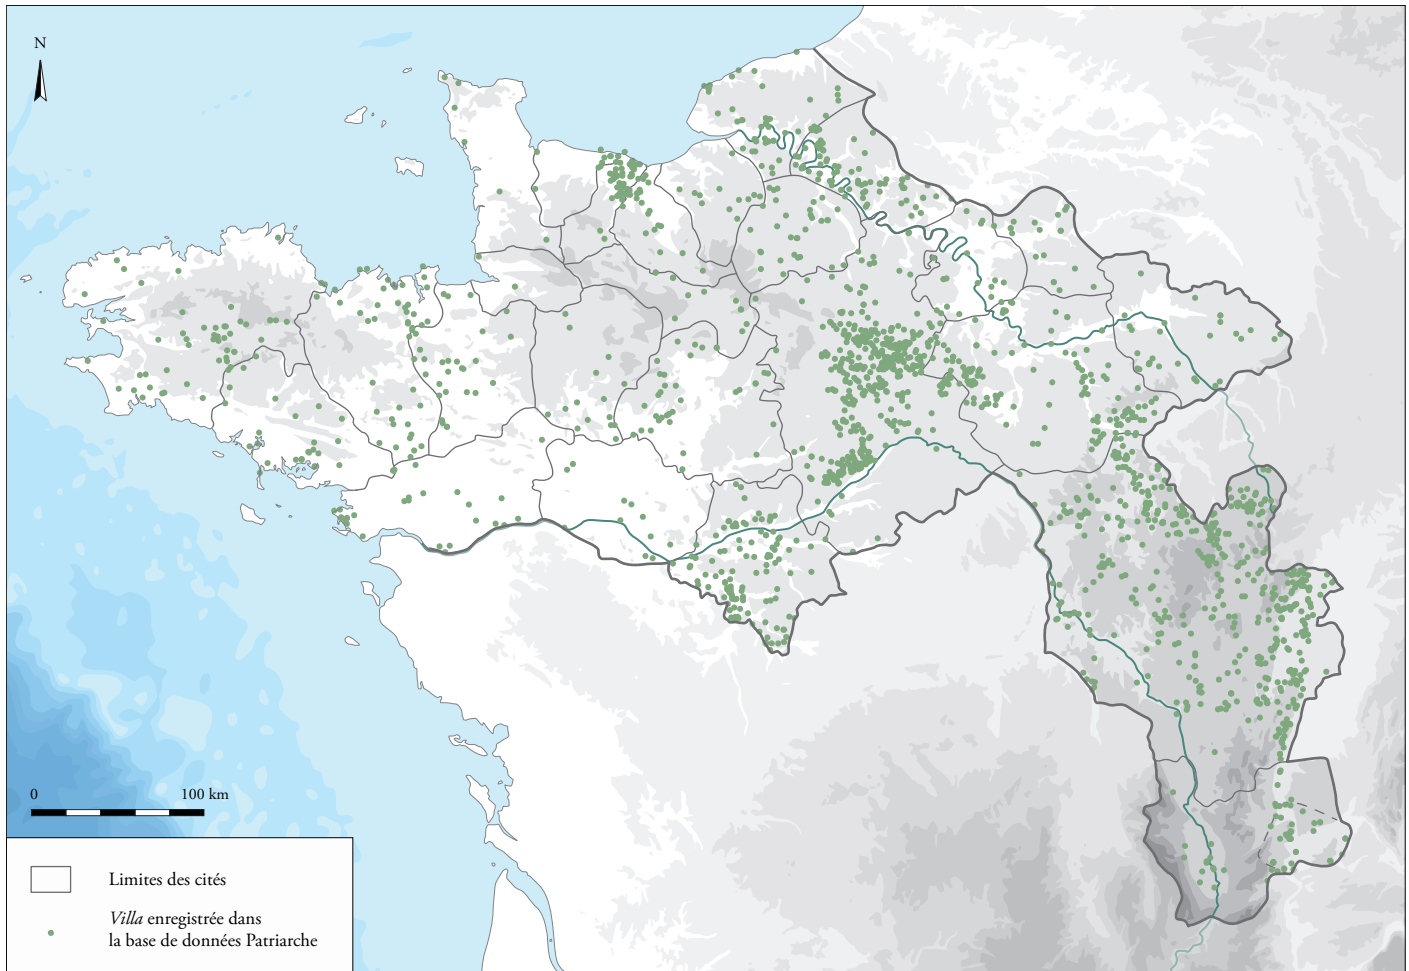 N
0 100 km
Limites des cités
Villa enregistrée dans
la base de données Patriarche